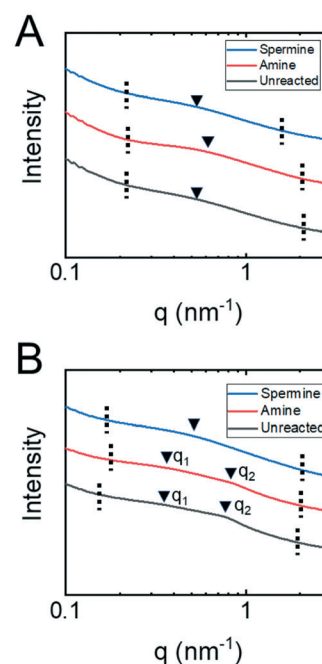 A
Spermine
Amine
Unreacted
Intensity
0.1
1
q (nm⁻¹)
B
Spermine
Amine
Unreacted
Intensity
q₁
q₂
q₁
q₂
0.1
1
q (nm⁻¹)